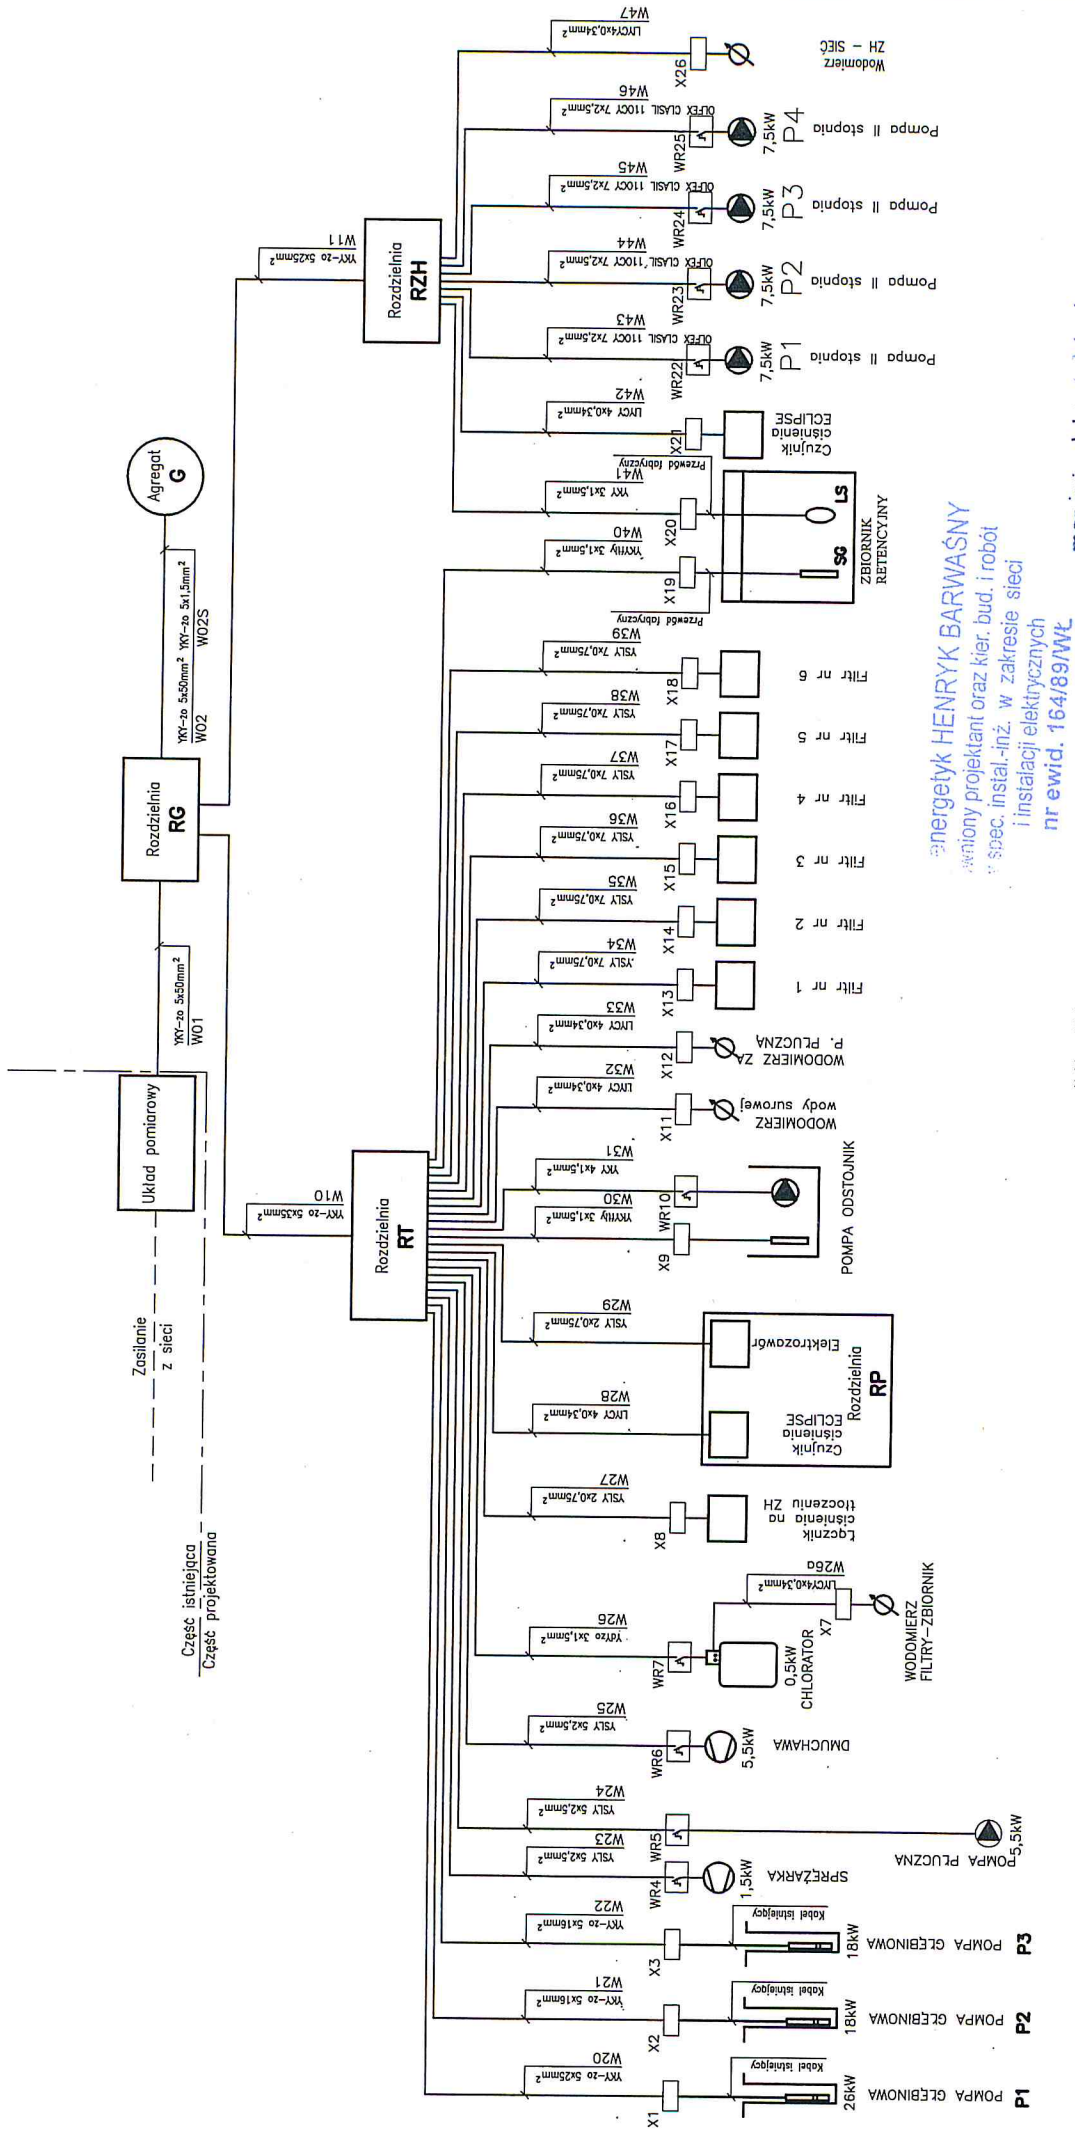 Zasilanie
z sieci
Część istniejąca
Część projektowana
Układ pomiarowy
YKY-żo 5x50mm²
W01
Rozdzielnia
RG
YKY-żo 5x50mm² YKY-żo 5x1,5mm²
W02 W02S
Agregat
G
W10
YKY-żo 5x35mm²
W11
YKY-żo 5x25mm²
Rozdzielnia
RT
Rozdzielnia
RZH
W20
YKY-żo 5x25mm²
X1
Kabel istniejący
26kW
POMPA GŁĘBINOWA
P1
W21
YKY-żo 5x16mm²
X2
Kabel istniejący
18kW
POMPA GŁĘBINOWA
P2
W22
YKY-żo 5x16mm²
X3
Kabel istniejący
18kW
POMPA GŁĘBINOWA
P3
W23
YSLY 5x2,5mm²
WR4
1,5kW
SPRĘŻARKA
W24
YSLY 5x2,5mm²
WR5
5,5kW
POMPA PŁUCZNA
W25
YSLY 5x2,5mm²
WR6
5,5kW
DMUCHAWA
W26
YdYżo 3x1,5mm²
WR7
0,5kW
CHLORATOR
W26a
LIYCY4x0,34mm²
X7
WODOMIERZ
FILTRY-ZBIORNIK
W27
YSLY 2x0,75mm²
X8
Łącznik
ciśnienia na
tłoczeniu ZH
W28
LIYCY 4x0,34mm²
Czujnik
ciśnienia
ECLIPSE
W29
YSLY 2x0,75mm²
Elektrozawór
Rozdzielnia
RP
W30
YKYftly 3x1,5mm²
X9
W31
YKY 4x1,5mm²
WR10
POMPA ODSTOJNIK
W32
LIYCY 4x0,34mm²
X11
WODOMIERZ
wody surowej
W33
LIYCY 4x0,34mm²
X12
WODOMIERZ ZA
P. PŁUCZNĄ
W34
YSLY 7x0,75mm²
X13
Filtr nr 1
W35
YSLY 7x0,75mm²
X14
Filtr nr 2
W36
YSLY 7x0,75mm²
X15
Filtr nr 3
W37
YSLY 7x0,75mm²
X16
Filtr nr 4
W38
YSLY 7x0,75mm²
X17
Filtr nr 5
W39
YSLY 7x0,75mm²
X18
Filtr nr 6
W40
YKYftly 3x1,5mm²
X19
Przewód fabryczny
SG
W41
YKY 3x1,5mm²
X20
Przewód fabryczny
LS
ZBIORNIK
RETENCYJNY
W42
LIYCY 4x0,34mm²
X21
Czujnik
ciśnienia
ECLIPSE
W43
OLFEX CLASIL 110CY 7x2,5mm²
WR22
7,5kW
P1
Pompa II stopnia
W44
OLFEX CLASIL 110CY 7x2,5mm²
WR23
7,5kW
P2
Pompa II stopnia
W45
OLFEX CLASIL 110CY 7x2,5mm²
WR24
7,5kW
P3
Pompa II stopnia
W46
OLFEX CLASIL 110CY 7x2,5mm²
WR25
7,5kW
P4
Pompa II stopnia
W47
LIYCY4x0,34mm²
X26
Wodomierz
ZH - SIEĆ
energetyk HENRYK BARWAŚNY
projektant oraz kier. bud. i robót
spec. instal.-inż. w zakresie sieci
i instalacji elektrycznych
nr ewid. 164/89/WŁ